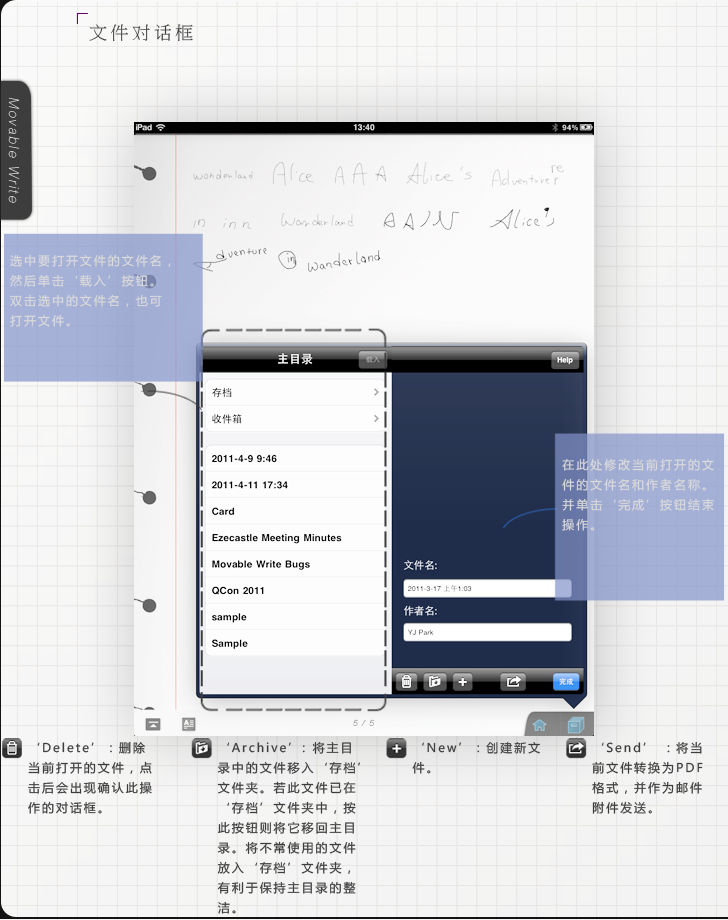 文件对话框
Movable Write
iPad 13:40 94%
wonderland Alice A A A Alice's Adventurer re
in inn Wanderland A A / N Alice's
dventure in wanderland
选中要打开文件的文件名，
然后单击‘载入’按钮。
双击选中的文件名，也可
打开文件。
主目录 载入 Help
存档
收件箱
2011-4-9 9:46
2011-4-11 17:34
Card
Ezecastle Meeting Minutes
Movable Write Bugs
QCon 2011
sample
Sample
在此处修改当前打开的文
件的文件名和作者名称。
并单击‘完成’按钮结束
操作。
文件名:
2011-3-17 上午1:03
作者名:
YJ Park
完成
5 / 5
‘Delete’：删除
当前打开的文件，点
击后会出现确认此操
作的对话框。
‘Archive’：将主目
录中的文件移入‘存档’
文件夹。若此文件已在
‘存档’文件夹中，按
此按钮则将它移回主目
录。将不常使用的文件
放入‘存档’文件夹，
有利于保持主目录的整
洁。
‘New’：创建新文
件。
‘Send’：将当
前文件转换为PDF
格式，并作为邮件
附件发送。